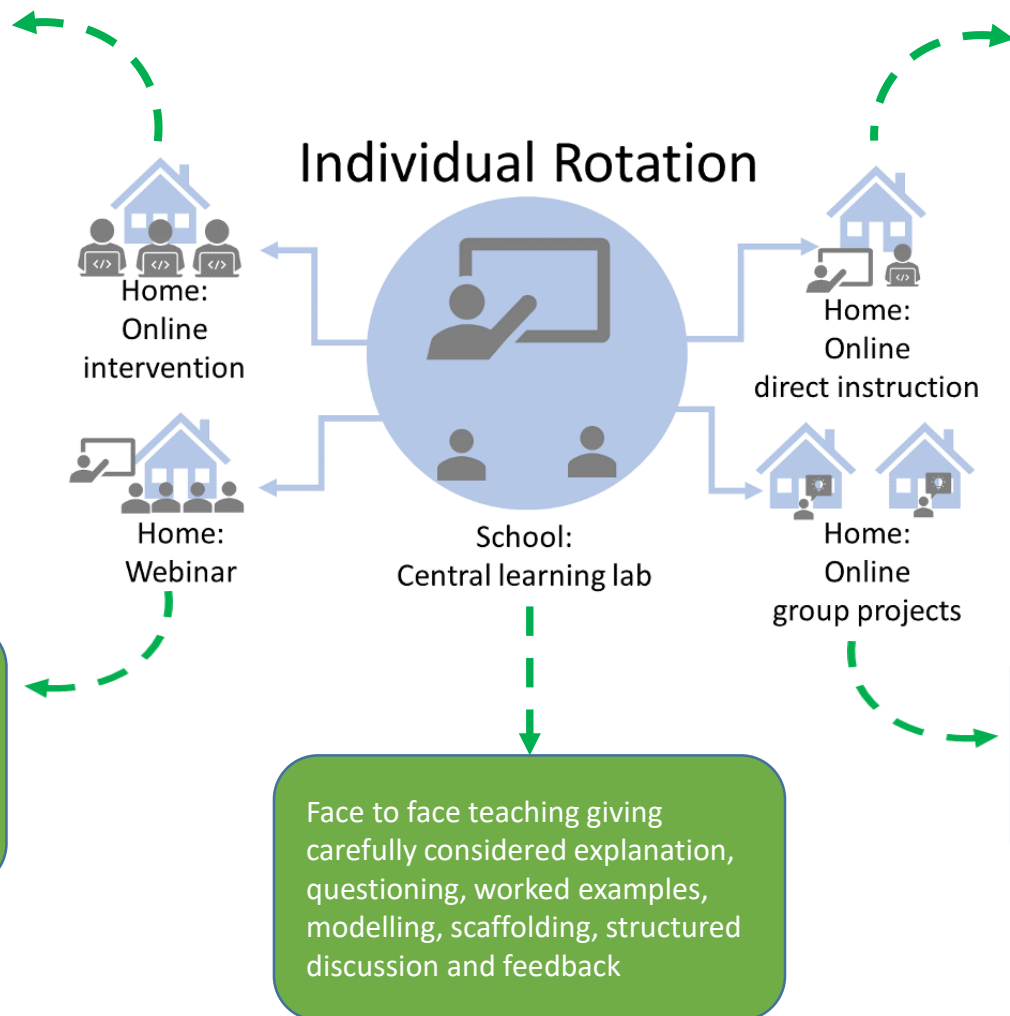 Individual Rotation
Home:
Online
intervention
Home:
Online
direct instruction
Home:
Webinar
School:
Central learning lab
Home:
Online
group projects
Face to face teaching giving
carefully considered explanation,
questioning, worked examples,
modelling, scaffolding, structured
discussion and feedback